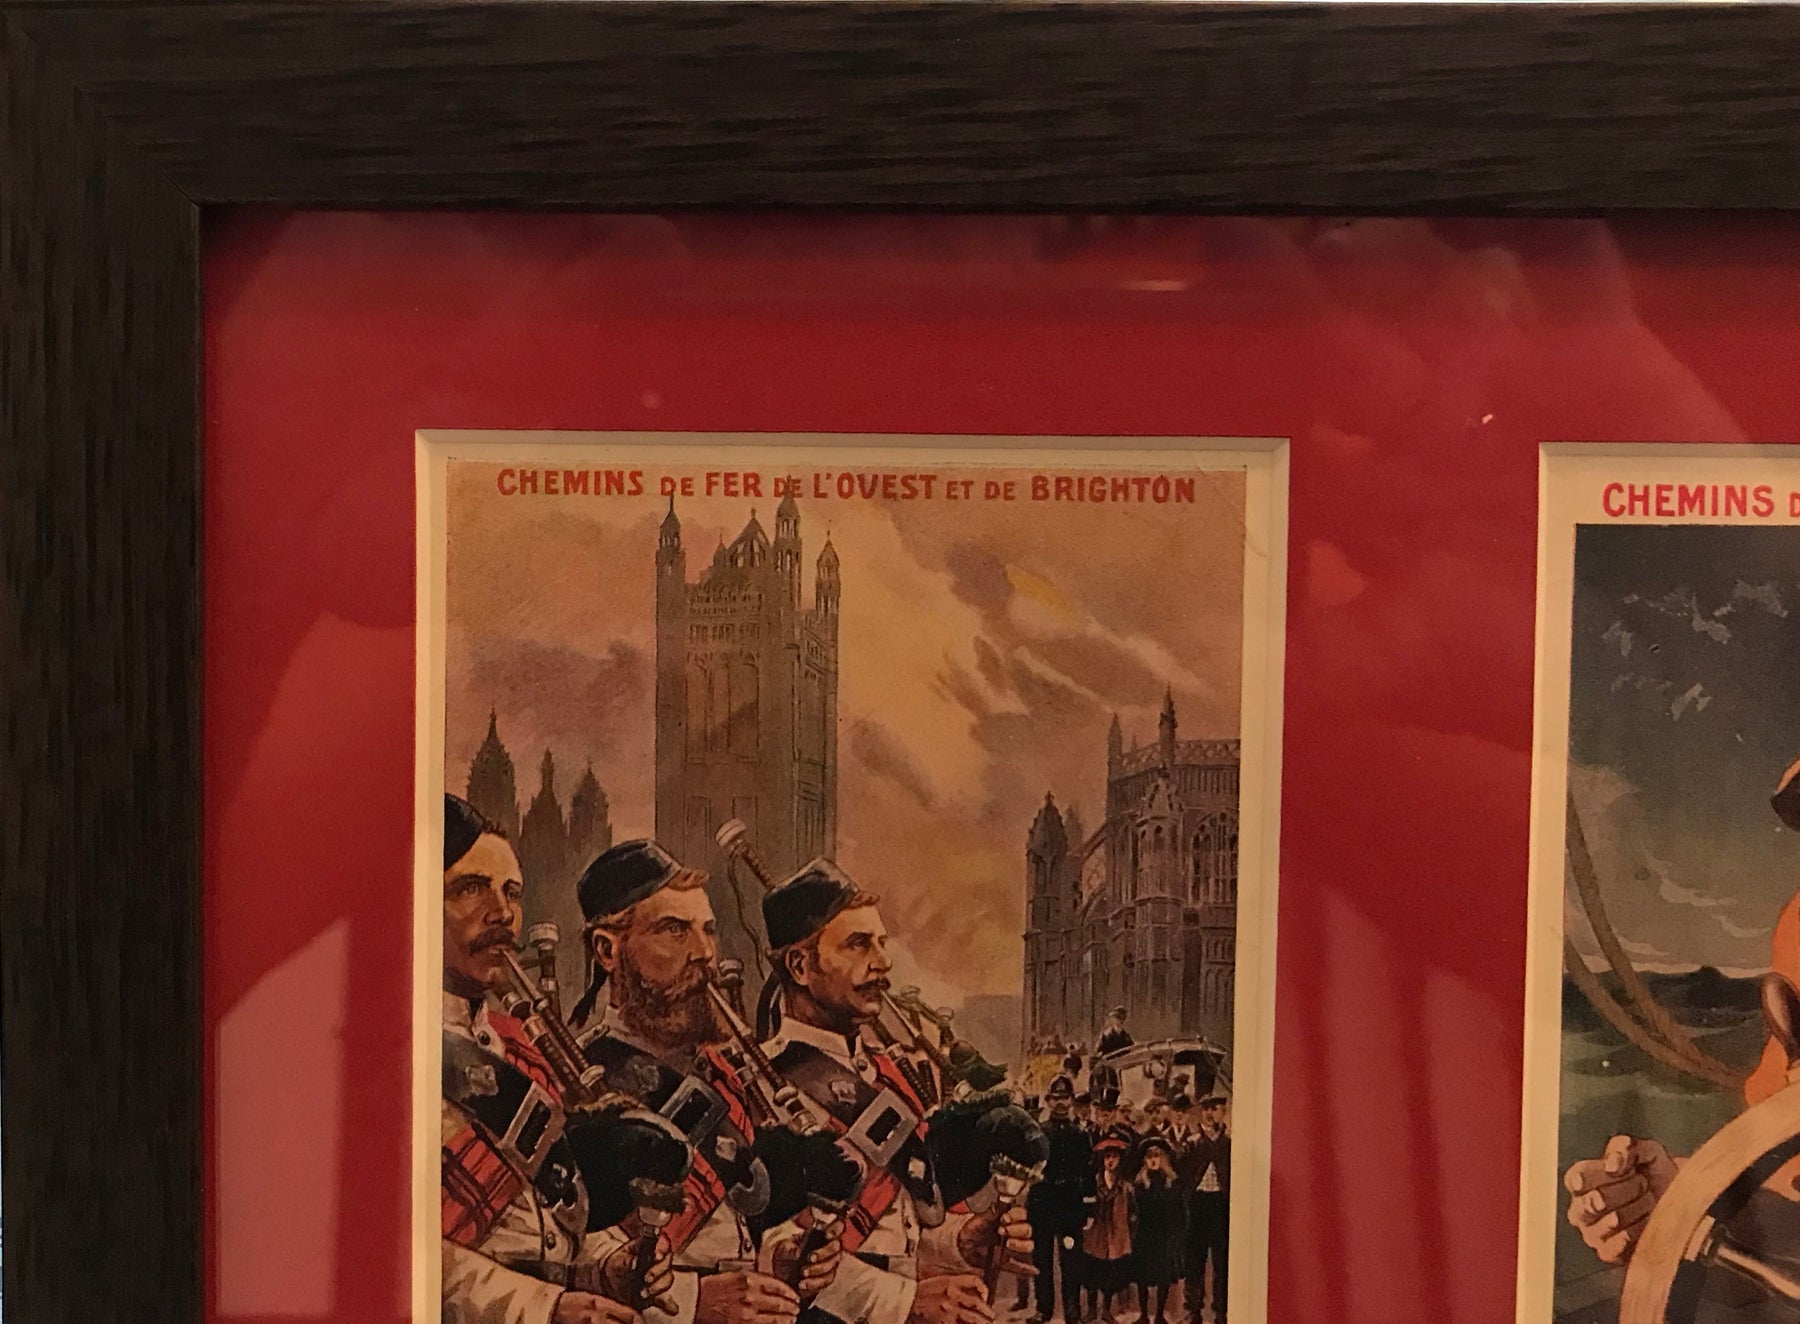 CHEMINS DE FER DE L'OUEST ET DE BRIGHTON
CHEMINS